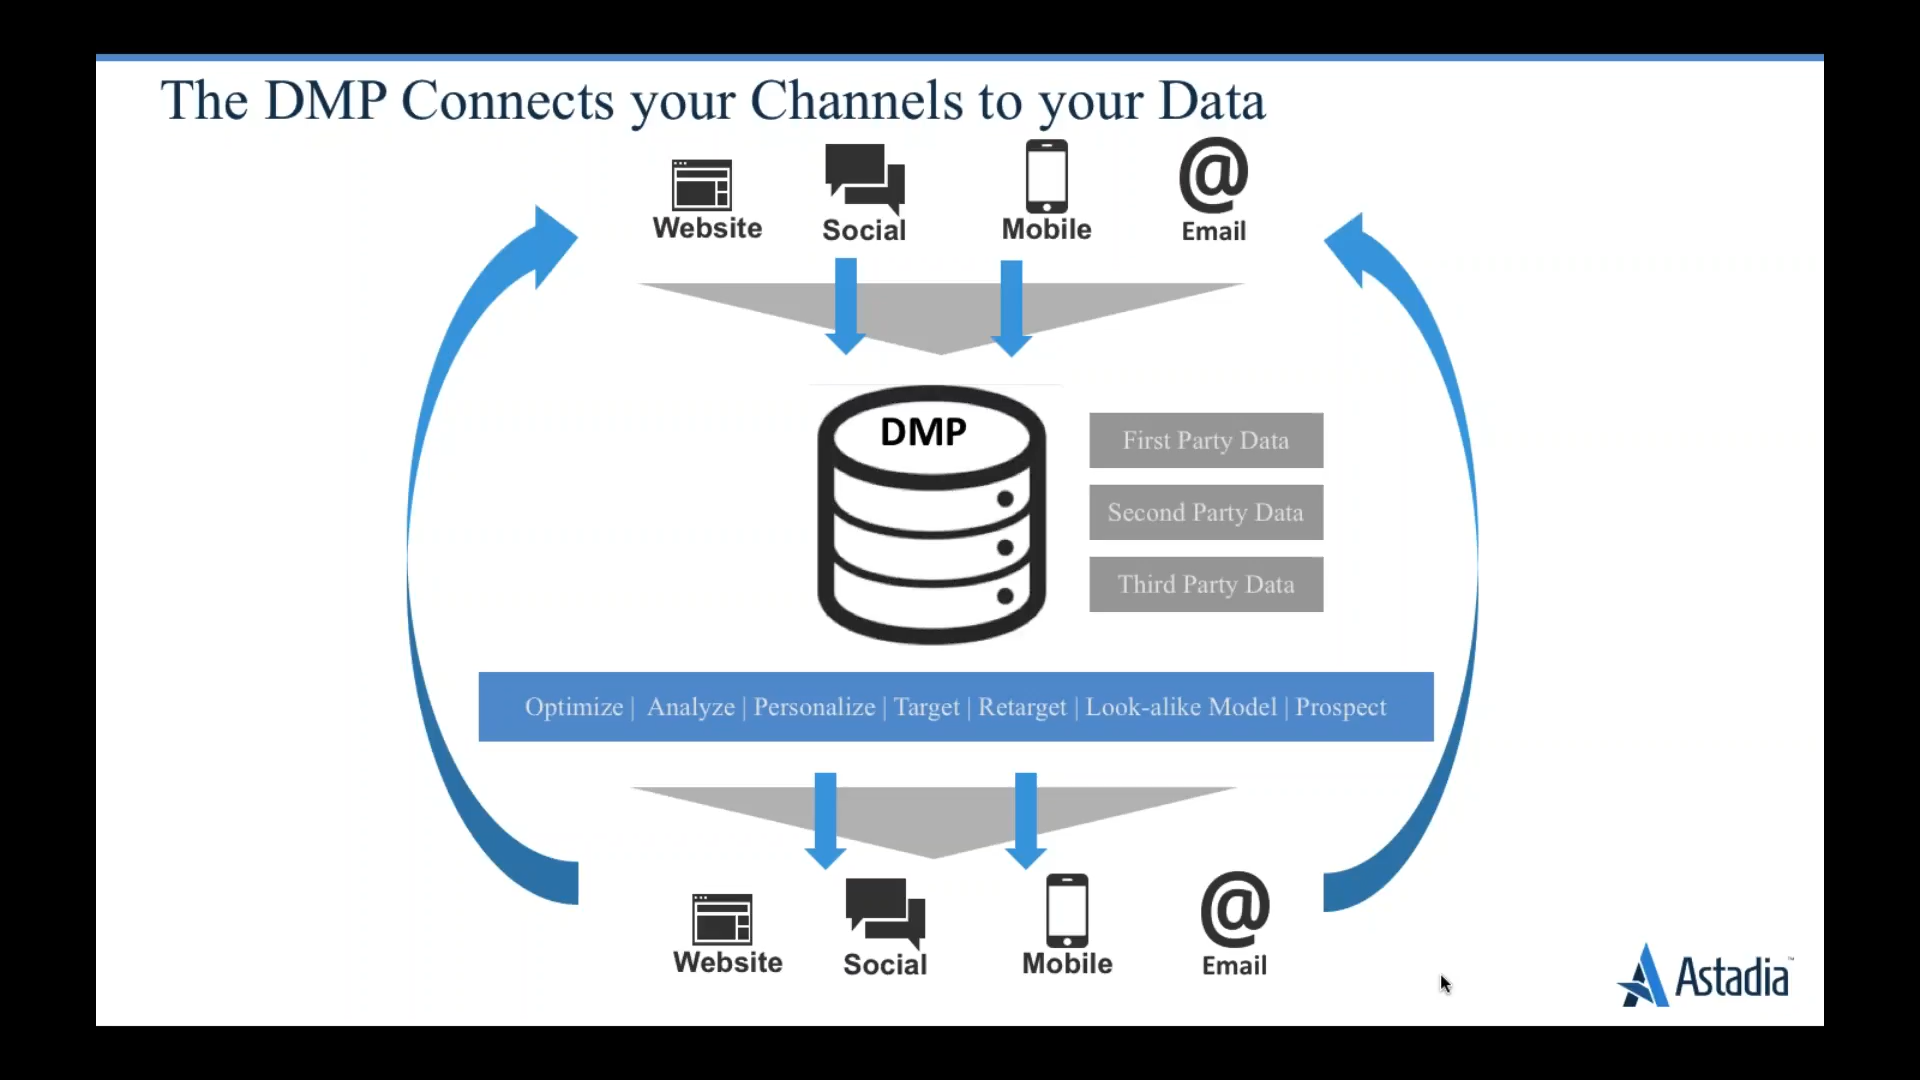 The DMP Connects your Channels to your Data
@
Website Social Mobile Email
DMP
First Party Data
Second Party Data
Third Party Data
Optimize | Analyze | Personalize | Target | Retarget | Look-alike Model | Prospect
@
Website Social Mobile Email
Astadia™